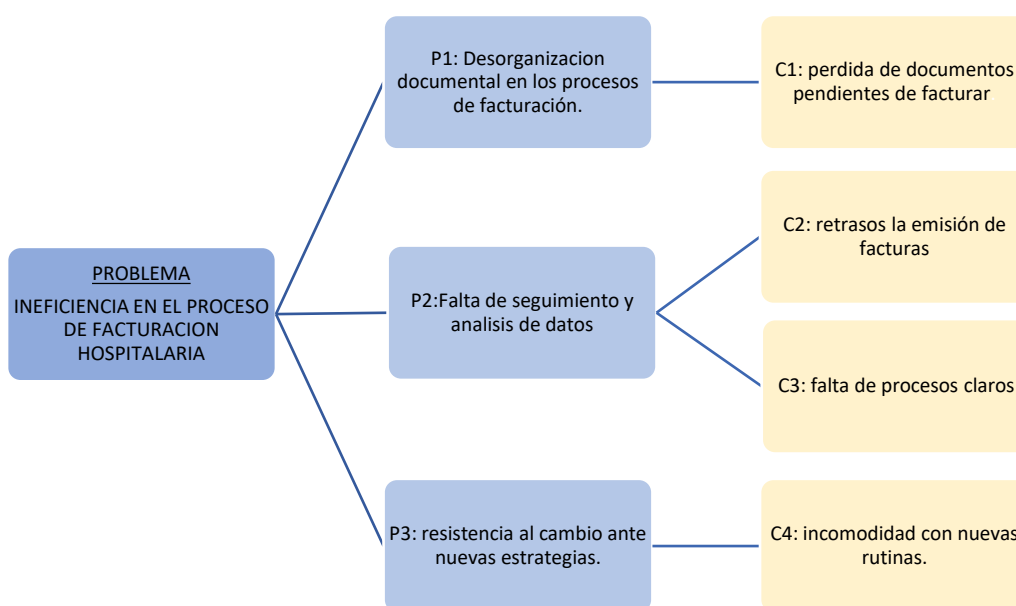 P1: Desorganizacion
documental en los procesos
de facturación.
C1: perdida de documentos
pendientes de facturar
C2: retrasos la emisión de
facturas
PROBLEMA
INEFICIENCIA EN EL PROCESO
DE FACTURACION
HOSPITALARIA
P2:Falta de seguimiento y
analisis de datos
C3: falta de procesos claros
P3: resistencia al cambio ante
nuevas estrategias.
C4: incomodidad con nuevas
rutinas.